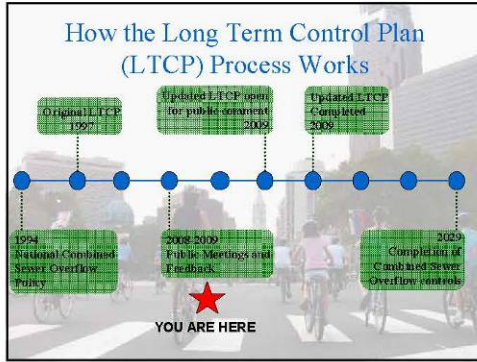 How the Long Term Control Plan
(LTCP) Process Works
Original LTCP
1997
Updated LTCP open
for public comment
2009
Updated LTCP
Completed
2009
1994
National Combined
Sewer Overflow
Policy
2008-2009
Public Meetings and
Feedback
2029
Completion of
Combined Sewer
Overflow controls
YOU ARE HERE